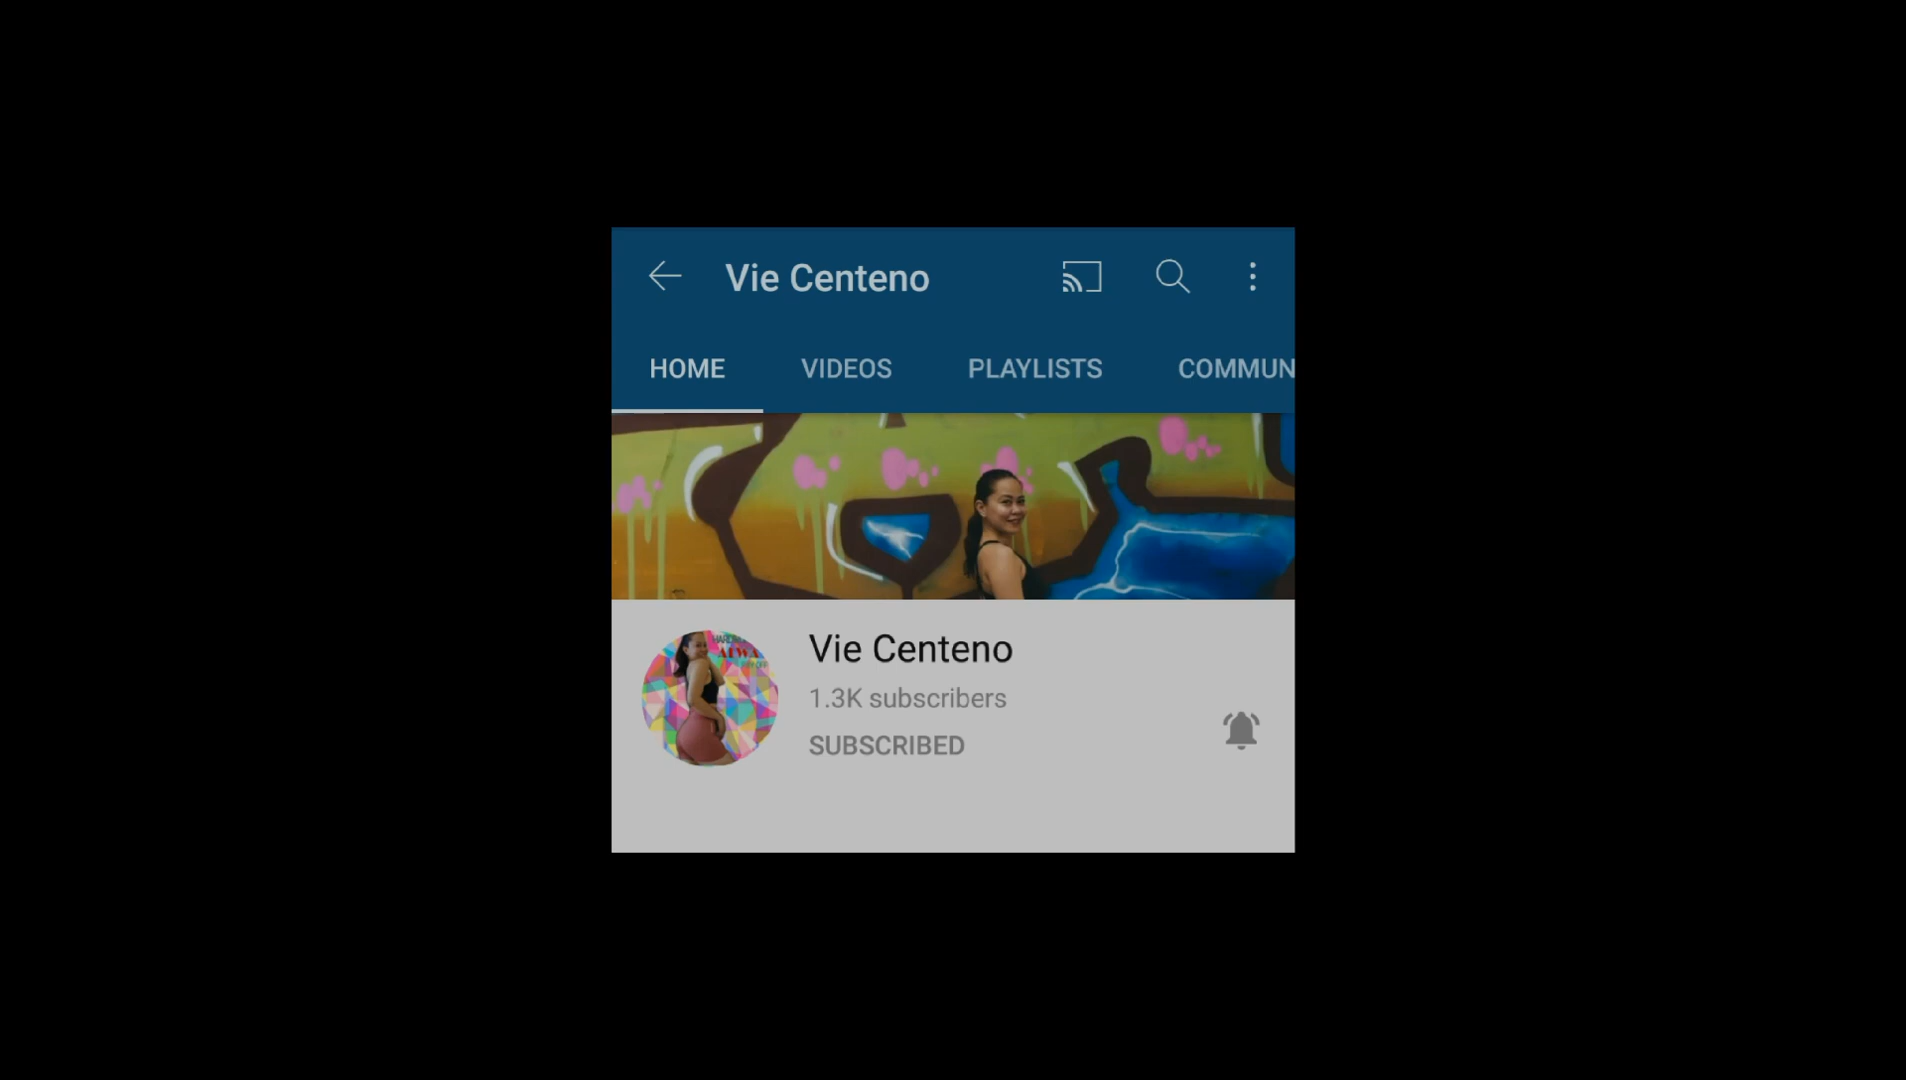 Vie Centeno
HOME VIDEOS PLAYLISTS COMMUN
Vie Centeno
1.3K subscribers
SUBSCRIBED